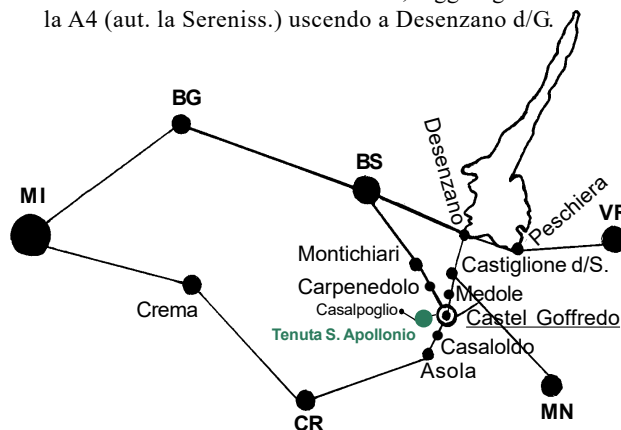 la A4 (aut. la Sereniss.) uscendo a Desenzano d/G.
BG
Desenzano
BS
Peschiera
MI
VR
Montichiari
Castiglione d/S.
Carpenedolo
Medole
Crema
Casalpoglio
Castel Goffredo
Tenuta S. Apollonio
Casaloldo
Asola
MN
CR